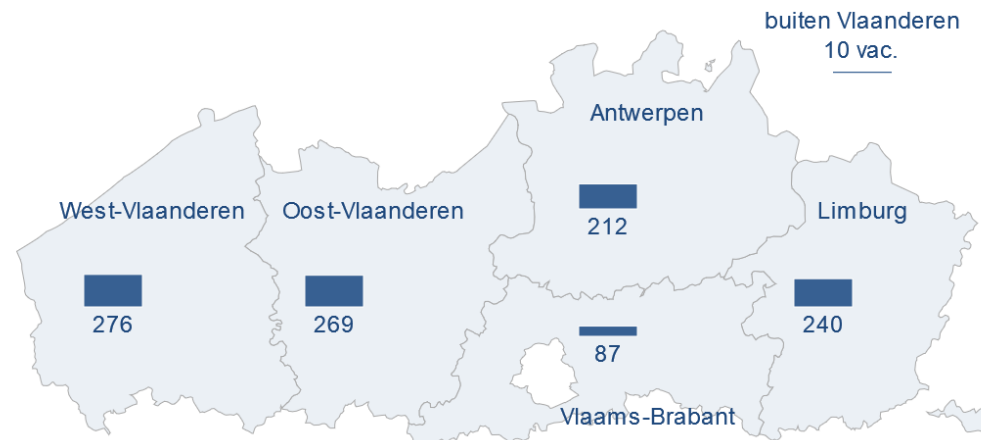 buiten Vlaanderen
10 vac.
Antwerpen
212
West-Vlaanderen
276
Oost-Vlaanderen
269
Limburg
240
87
Vlaams-Brabant